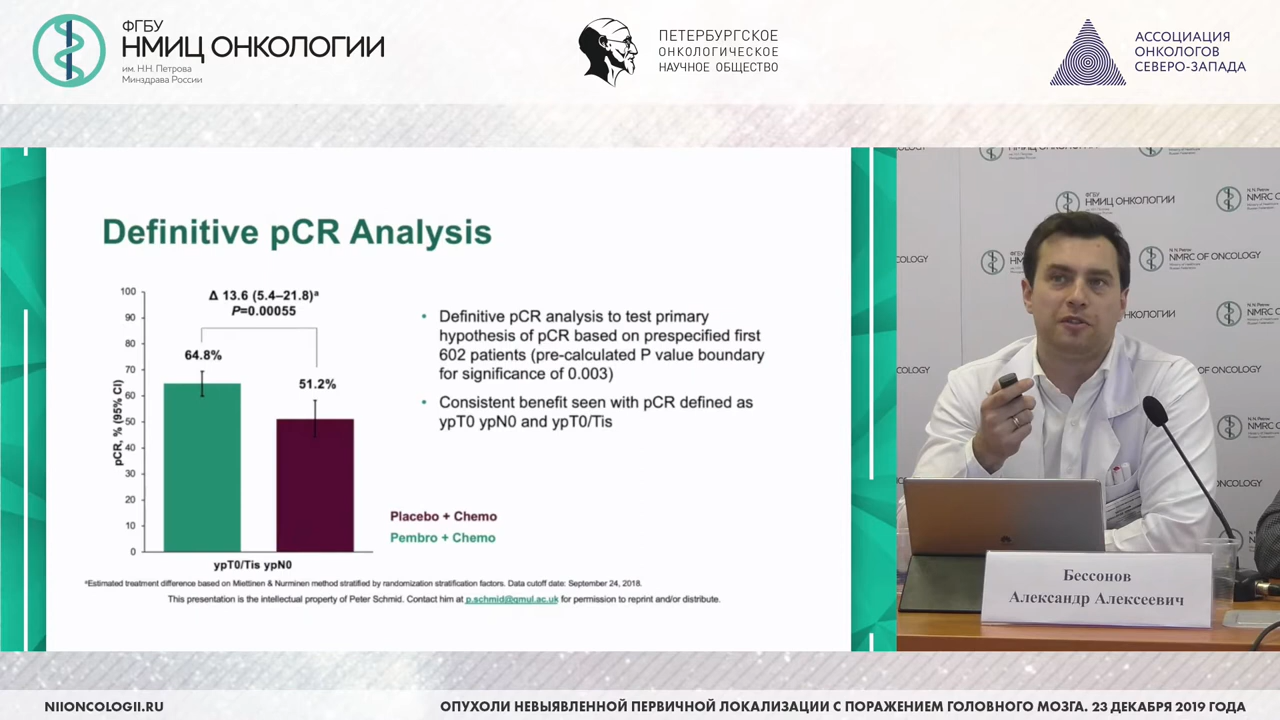 ФГБУ
НМИЦ ОНКОЛОГИИ
им. Н.Н. Петрова
Минздрава России
ПЕТЕРБУРГСКОЕ
ОНКОЛОГИЧЕСКОЕ
НАУЧНОЕ ОБЩЕСТВО
АССОЦИАЦИЯ
ОНКОЛОГОВ
СЕВЕРО-ЗАПАДА
Definitive pCR Analysis
Δ 13.6 (5.4–21.8)ᵃ
P=0.00055
100
90
80
70
60
50
40
30
20
10
0
pCR, % (95% CI)
64.8%
51.2%
ypT0/Tis ypN0
• Definitive pCR analysis to test primary
hypothesis of pCR based on prespecified first
602 patients (pre-calculated P value boundary
for significance of 0.003)
• Consistent benefit seen with pCR defined as
ypT0 ypN0 and ypT0/Tis
Placebo + Chemo
Pembro + Chemo
ᵃEstimated treatment difference based on Miettinen & Nurminen method stratified by randomization stratification factors. Data cutoff date: September 24, 2018.
This presentation is the intellectual property of Peter Schmid. Contact him at p.schmid@qmul.ac.uk for permission to reprint and/or distribute.
ФГБУ
НМИЦ ОНКОЛОГИИ
NMRC OF ONCOLOGY
Бессонов
Александр Алексеевич
NIIONCOLOGII.RU
ОПУХОЛИ НЕВЫЯВЛЕННОЙ ПЕРВИЧНОЙ ЛОКАЛИЗАЦИИ С ПОРАЖЕНИЕМ ГОЛОВНОГО МОЗГА. 23 ДЕКАБРЯ 2019 ГОДА